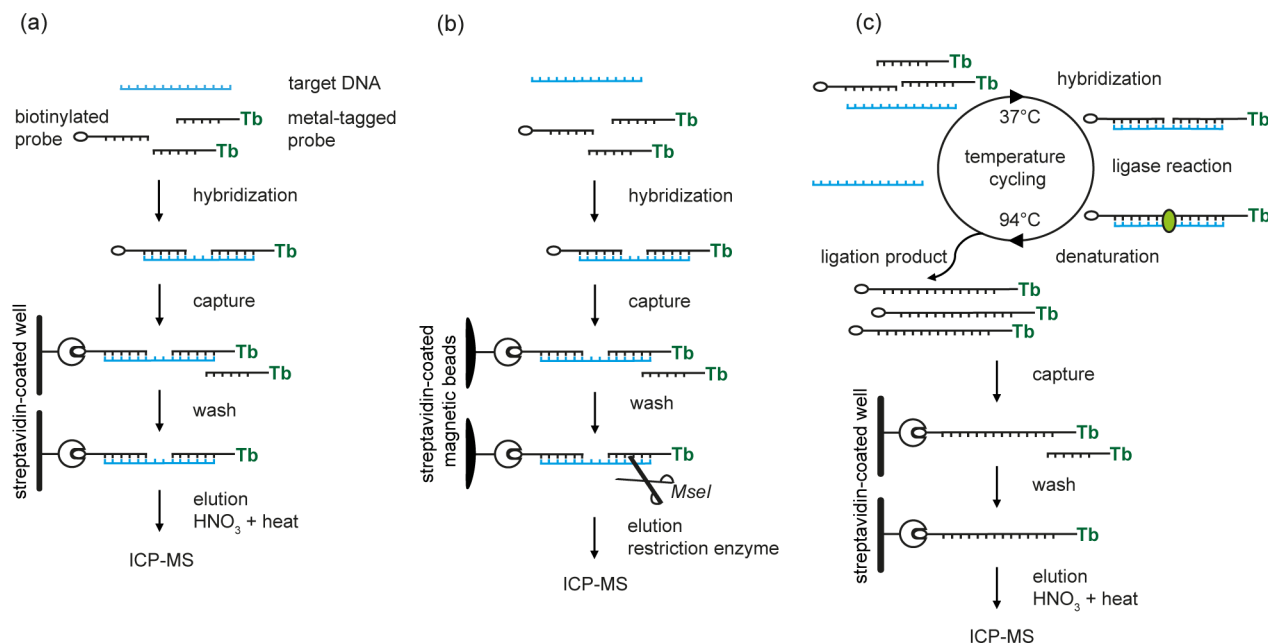 (a)
target DNA
biotinylated
probe
Tb
metal-tagged
probe
Tb
hybridization
Tb
capture
streptavidin-coated well
Tb
Tb
wash
Tb
elution
HNO₃ + heat
ICP-MS
(b)
Tb
Tb
hybridization
Tb
capture
streptavidin-coated
magnetic beads
Tb
Tb
wash
Tb
MseI
elution
restriction enzyme
ICP-MS
(c)
Tb
Tb
hybridization
37°C
Tb
temperature
cycling
ligase reaction
94°C
Tb
ligation product
denaturation
Tb
Tb
Tb
capture
streptavidin-coated well
Tb
Tb
wash
Tb
elution
HNO₃ + heat
ICP-MS